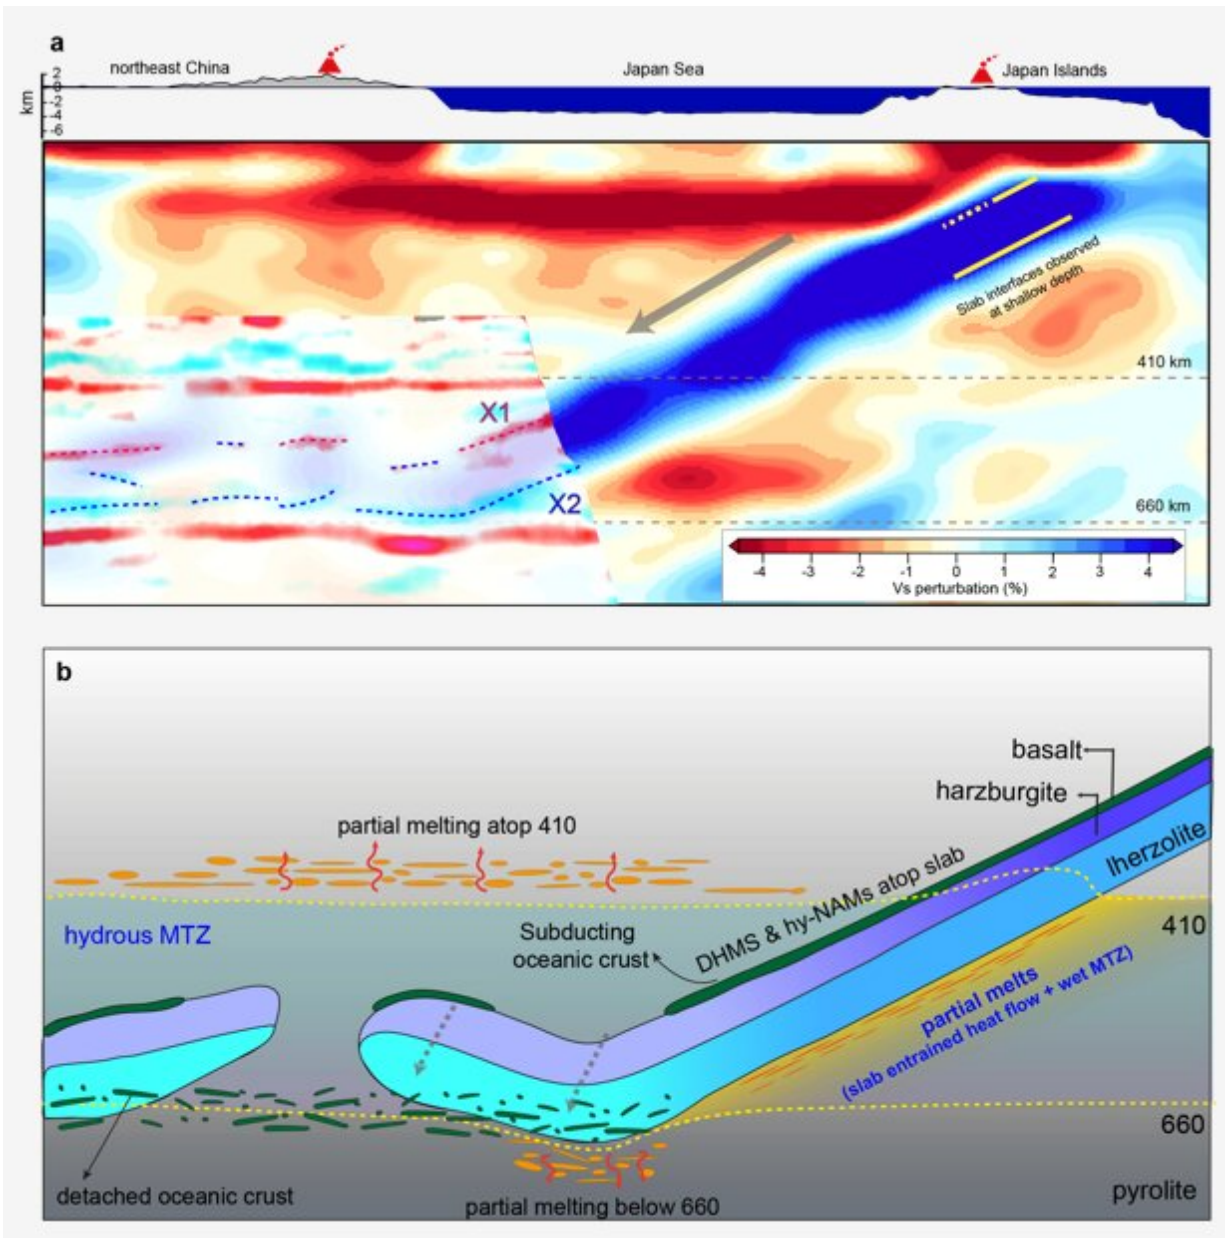 a
northeast China
Japan Sea
Japan Islands
km
2
0
-2
-4
-6
Slab interfaces observed
at shallow depth
410 km
X1
X2
660 km
-4 -3 -2 -1 0 1 2 3 4
Vs perturbation (%)
b
basalt
harzburgite
lherzolite
partial melting atop 410
DHMS & hy-NAMs atop slab
410
hydrous MTZ
Subducting
oceanic crust
partial melts
(slab entrained heat flow + wet MTZ)
660
detached oceanic crust
partial melting below 660
pyrolite